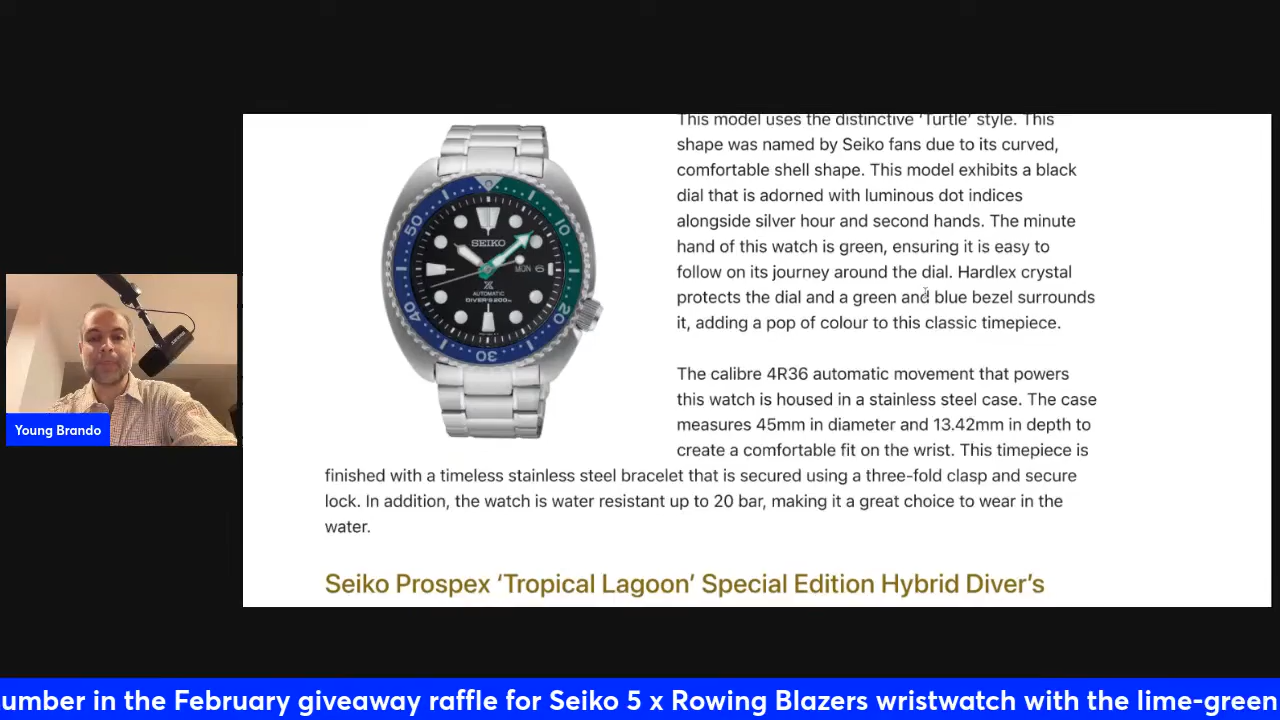 This model uses the distinctive ‘Turtle’ style. This
shape was named by Seiko fans due to its curved,
comfortable shell shape. This model exhibits a black
dial that is adorned with luminous dot indices
alongside silver hour and second hands. The minute
hand of this watch is green, ensuring it is easy to
follow on its journey around the dial. Hardlex crystal
protects the dial and a green and blue bezel surrounds
it, adding a pop of colour to this classic timepiece.
The calibre 4R36 automatic movement that powers
this watch is housed in a stainless steel case. The case
measures 45mm in diameter and 13.42mm in depth to
create a comfortable fit on the wrist. This timepiece is
finished with a timeless stainless steel bracelet that is secured using a three-fold clasp and secure
lock. In addition, the watch is water resistant up to 20 bar, making it a great choice to wear in the
water.
Seiko Prospex ‘Tropical Lagoon’ Special Edition Hybrid Diver’s
10
20
30
40
50
SEIKO
MON 6
AUTOMATIC
DIVER'S 200m
Young Brando
umber in the February giveaway raffle for Seiko 5 x Rowing Blazers wristwatch with the lime-green